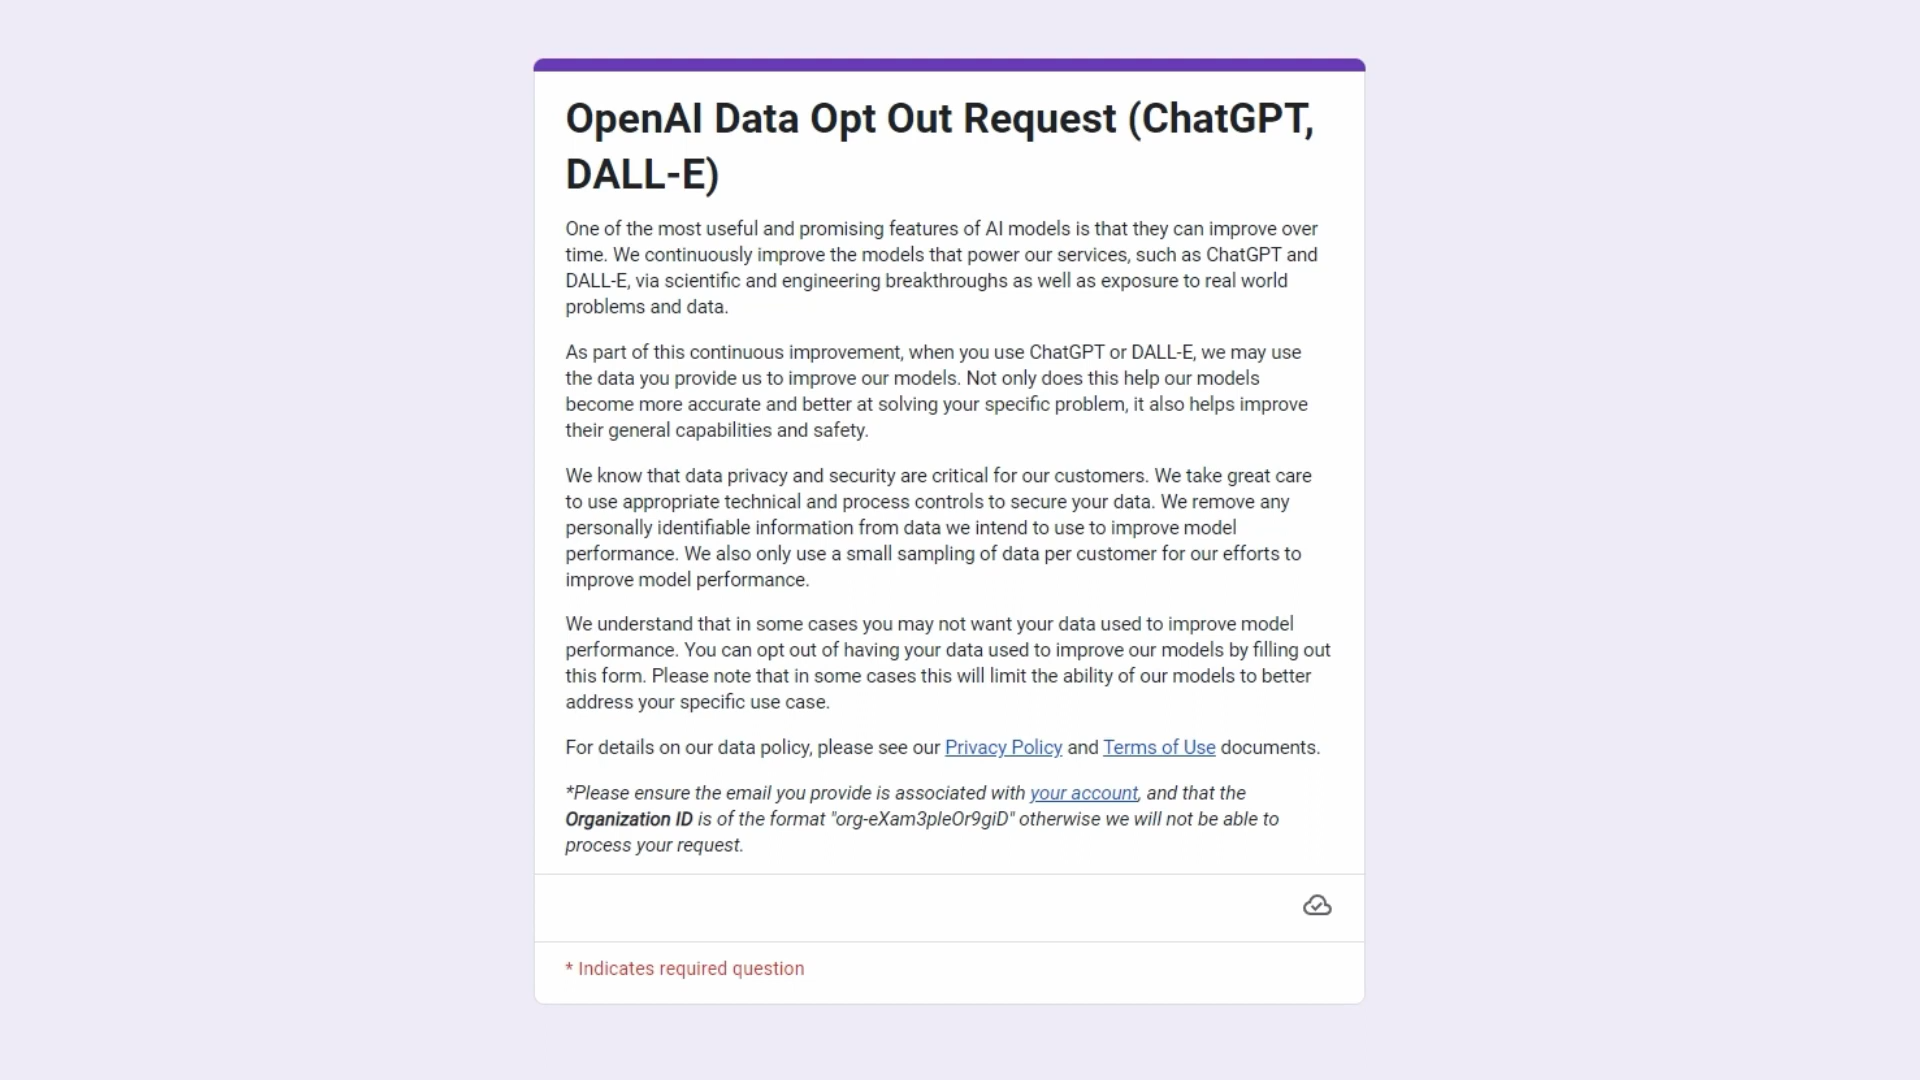 OpenAI Data Opt Out Request (ChatGPT,
DALL-E)
One of the most useful and promising features of AI models is that they can improve over
time. We continuously improve the models that power our services, such as ChatGPT and
DALL-E, via scientific and engineering breakthroughs as well as exposure to real world
problems and data.
As part of this continuous improvement, when you use ChatGPT or DALL-E, we may use
the data you provide us to improve our models. Not only does this help our models
become more accurate and better at solving your specific problem, it also helps improve
their general capabilities and safety.
We know that data privacy and security are critical for our customers. We take great care
to use appropriate technical and process controls to secure your data. We remove any
personally identifiable information from data we intend to use to improve model
performance. We also only use a small sampling of data per customer for our efforts to
improve model performance.
We understand that in some cases you may not want your data used to improve model
performance. You can opt out of having your data used to improve our models by filling out
this form. Please note that in some cases this will limit the ability of our models to better
address your specific use case.
For details on our data policy, please see our Privacy Policy and Terms of Use documents.
*Please ensure the email you provide is associated with your account, and that the
Organization ID is of the format "org-eXam3pleOr9giD" otherwise we will not be able to
process your request.
* Indicates required question